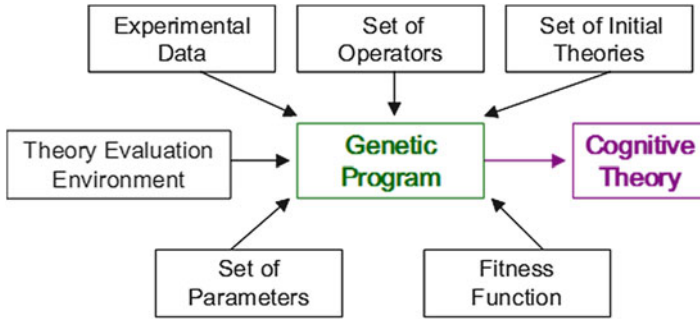 Experimental
Data
Set of
Operators
Set of Initial
Theories
Theory Evaluation
Environment
Genetic
Program
Cognitive
Theory
Set of
Parameters
Fitness
Function